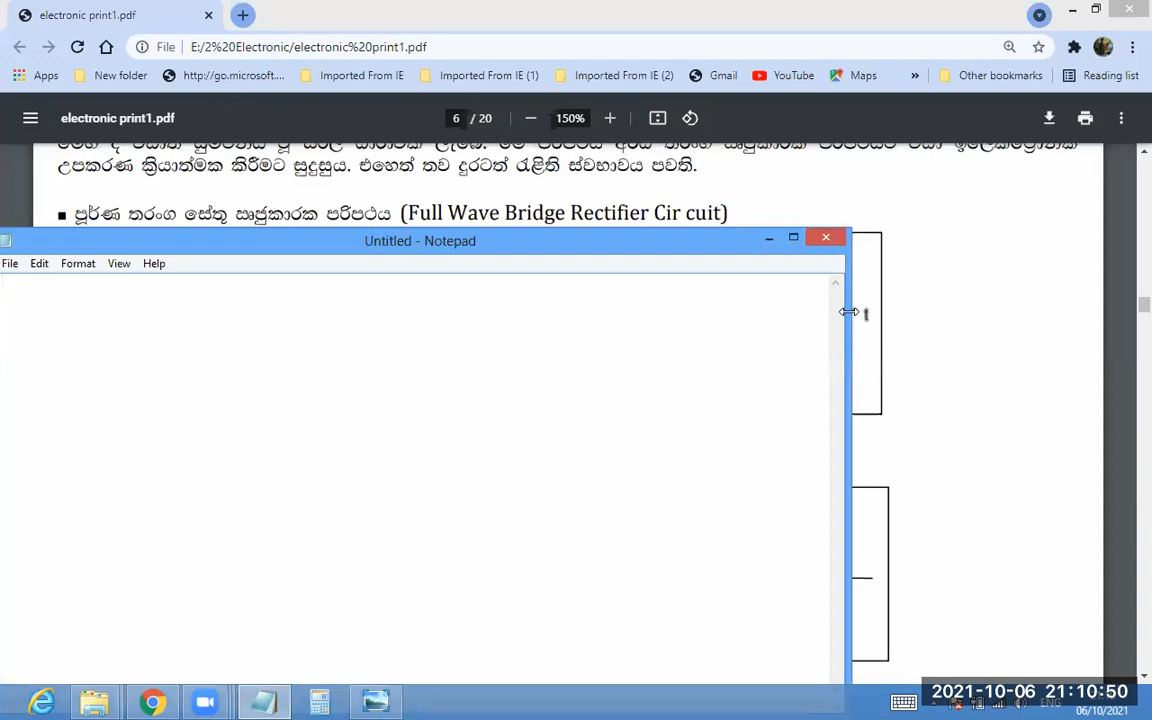 electronic print1.pdf
File E:/2%20Electronic/electronic%20print1.pdf
Apps New folder http://go.microsoft.... Imported From IE Imported From IE (1) Imported From IE (2) Gmail YouTube Maps » Other bookmarks Reading list
electronic print1.pdf 6 / 20 150%
උපකරණ ක්‍රියාත්මක කිරීමට සුදුසුය. එහෙත් තව දුරටත් රැළිති ස්වභාවය පවතී.
▪ පූර්ණ තරංග සේතු ඍජුකාරක පරිපථය (Full Wave Bridge Rectifier Cir cuit)
Untitled - Notepad
File Edit Format View Help
t
2021-10-06 21:10:50
ENG
06/10/2021